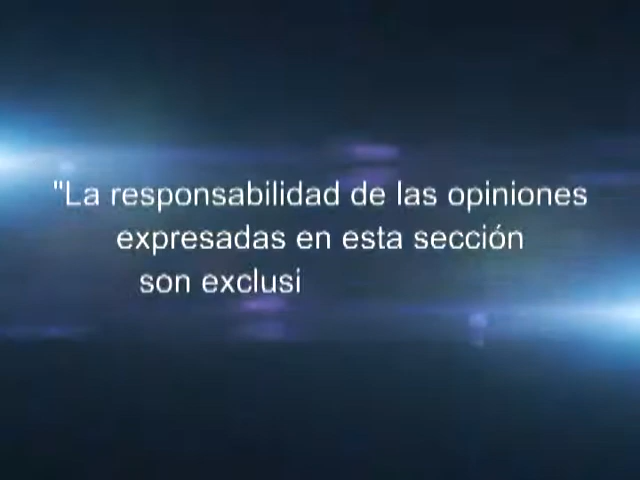 "La responsabilidad de las opiniones
expresadas en esta sección
son exclusi